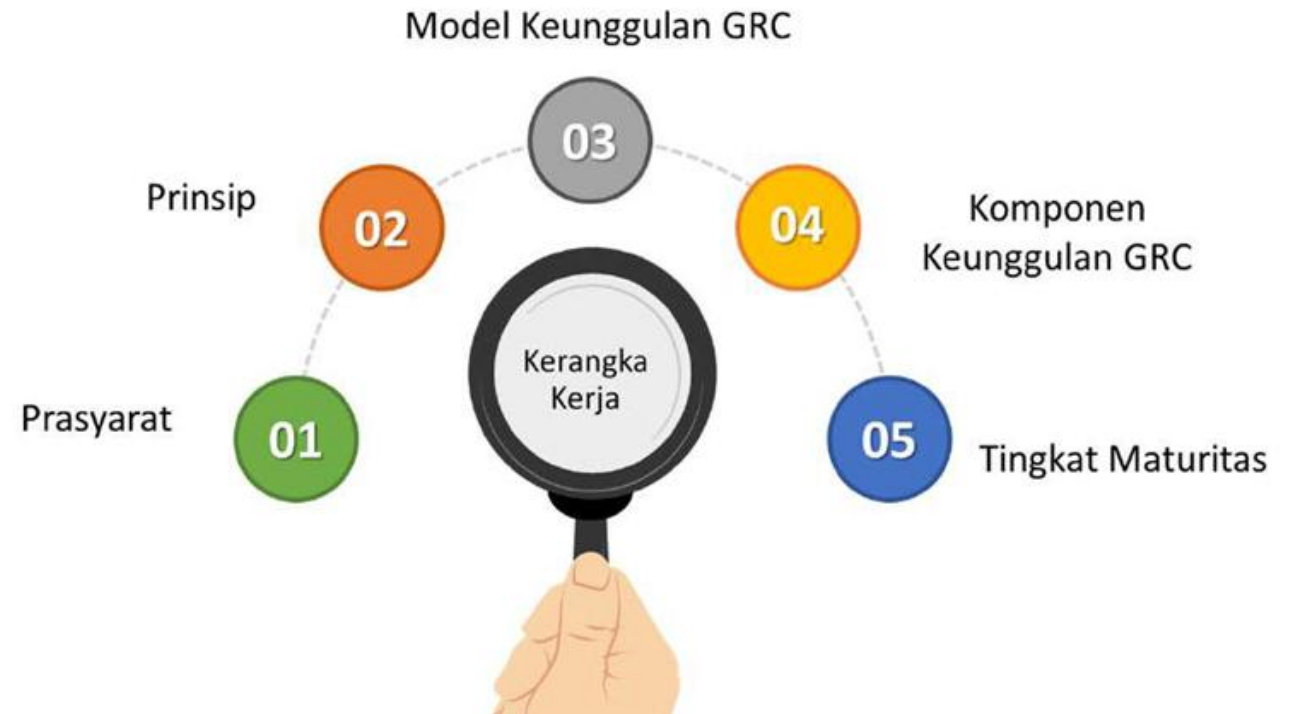 Model Keunggulan GRC
03
Prinsip
02
04
Komponen
Keunggulan GRC
Kerangka
Kerja
Prasyarat
01
05
Tingkat Maturitas